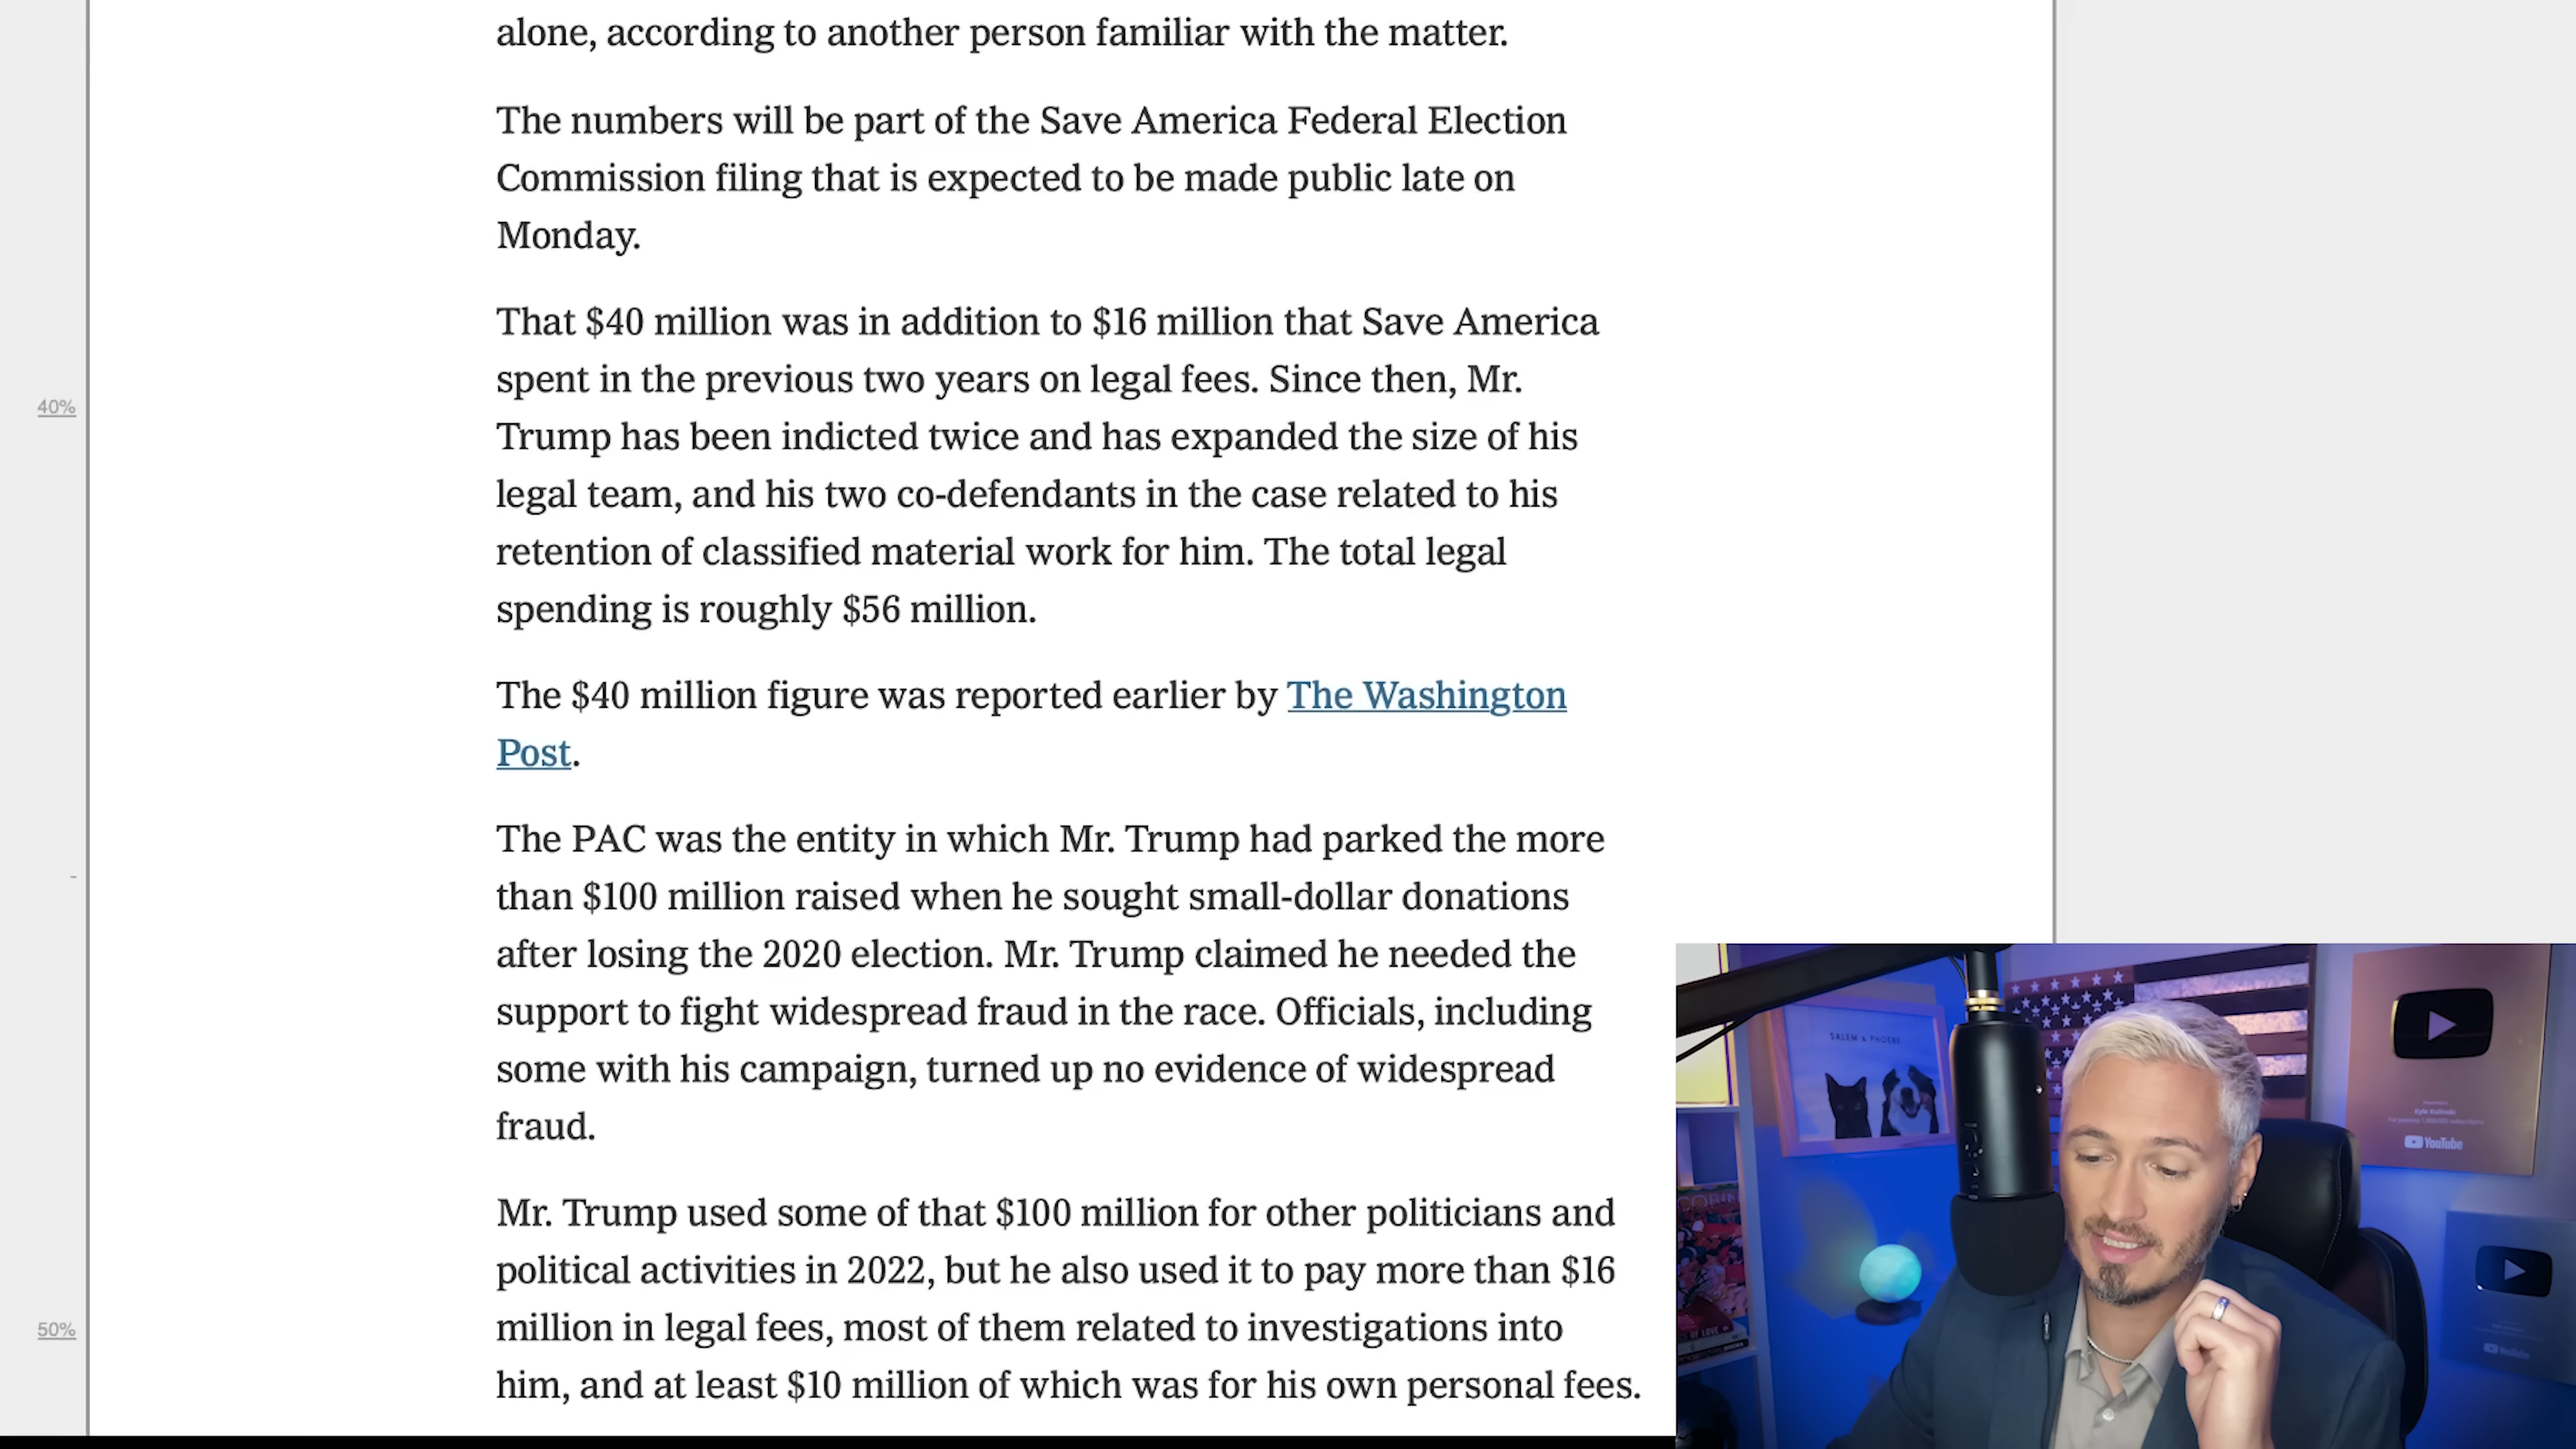 alone, according to another person familiar with the matter.
The numbers will be part of the Save America Federal Election
Commission filing that is expected to be made public late on
Monday.
That $40 million was in addition to $16 million that Save America
spent in the previous two years on legal fees. Since then, Mr.
40%
Trump has been indicted twice and has expanded the size of his
legal team, and his two co-defendants in the case related to his
retention of classified material work for him. The total legal
spending is roughly $56 million.
The $40 million figure was reported earlier by The Washington
Post.
The PAC was the entity in which Mr. Trump had parked the more
than $100 million raised when he sought small-dollar donations
after losing the 2020 election. Mr. Trump claimed he needed the
support to fight widespread fraud in the race. Officials, including
some with his campaign, turned up no evidence of widespread
fraud.
Mr. Trump used some of that $100 million for other politicians and
political activities in 2022, but he also used it to pay more than $16
50%
million in legal fees, most of them related to investigations into
him, and at least $10 million of which was for his own personal fees.
SALEM & PHOEBE
Kyle Kulinski
YouTube
YouTube